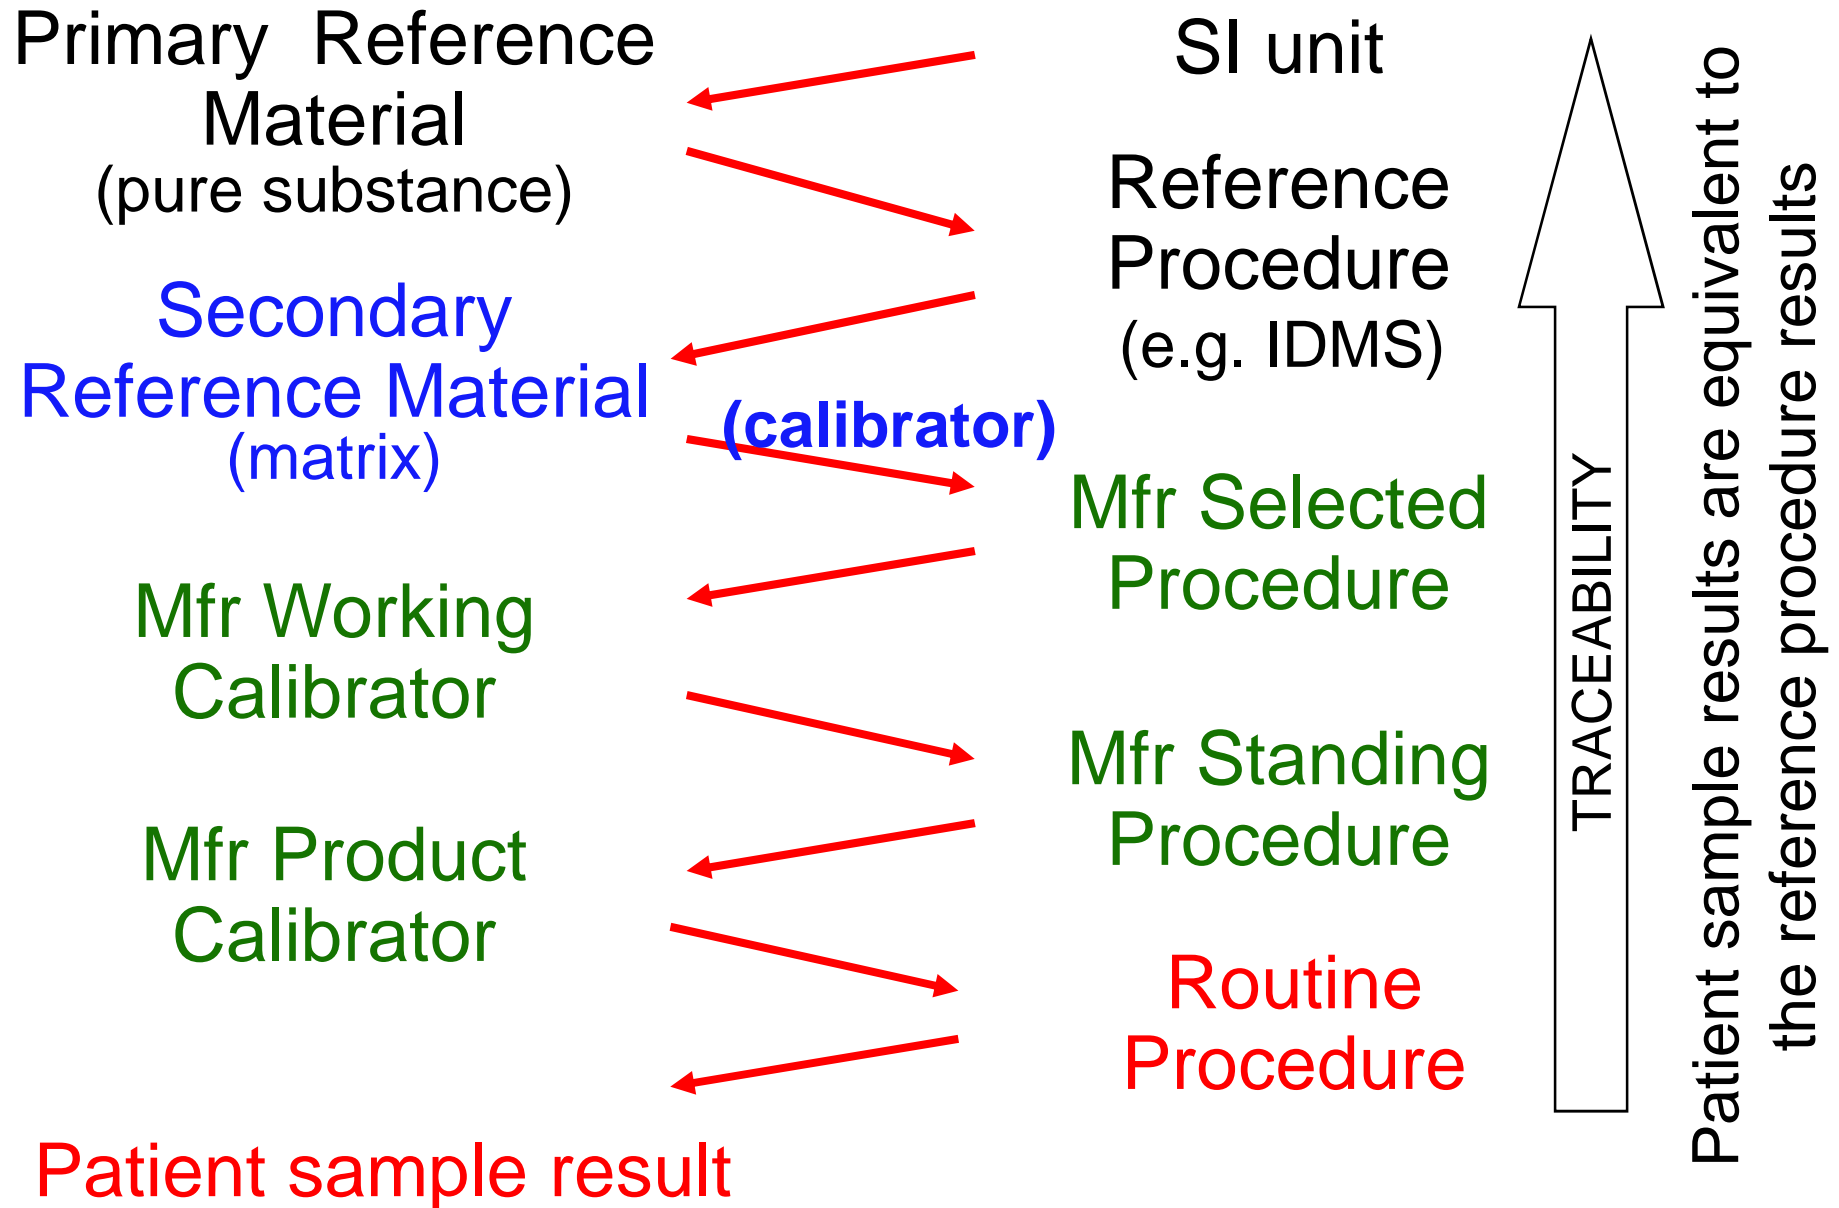 Primary  Reference
Material
(pure substance)
SI unit
Reference
Procedure
(e.g. IDMS)
Secondary
Reference Material
(matrix)
(calibrator)
Mfr Selected
Procedure
Mfr Working
Calibrator
Mfr Standing
Procedure
Mfr Product
Calibrator
Routine
Procedure
Patient sample result
TRACEABILITY
Patient sample results are equivalent to
the reference procedure results